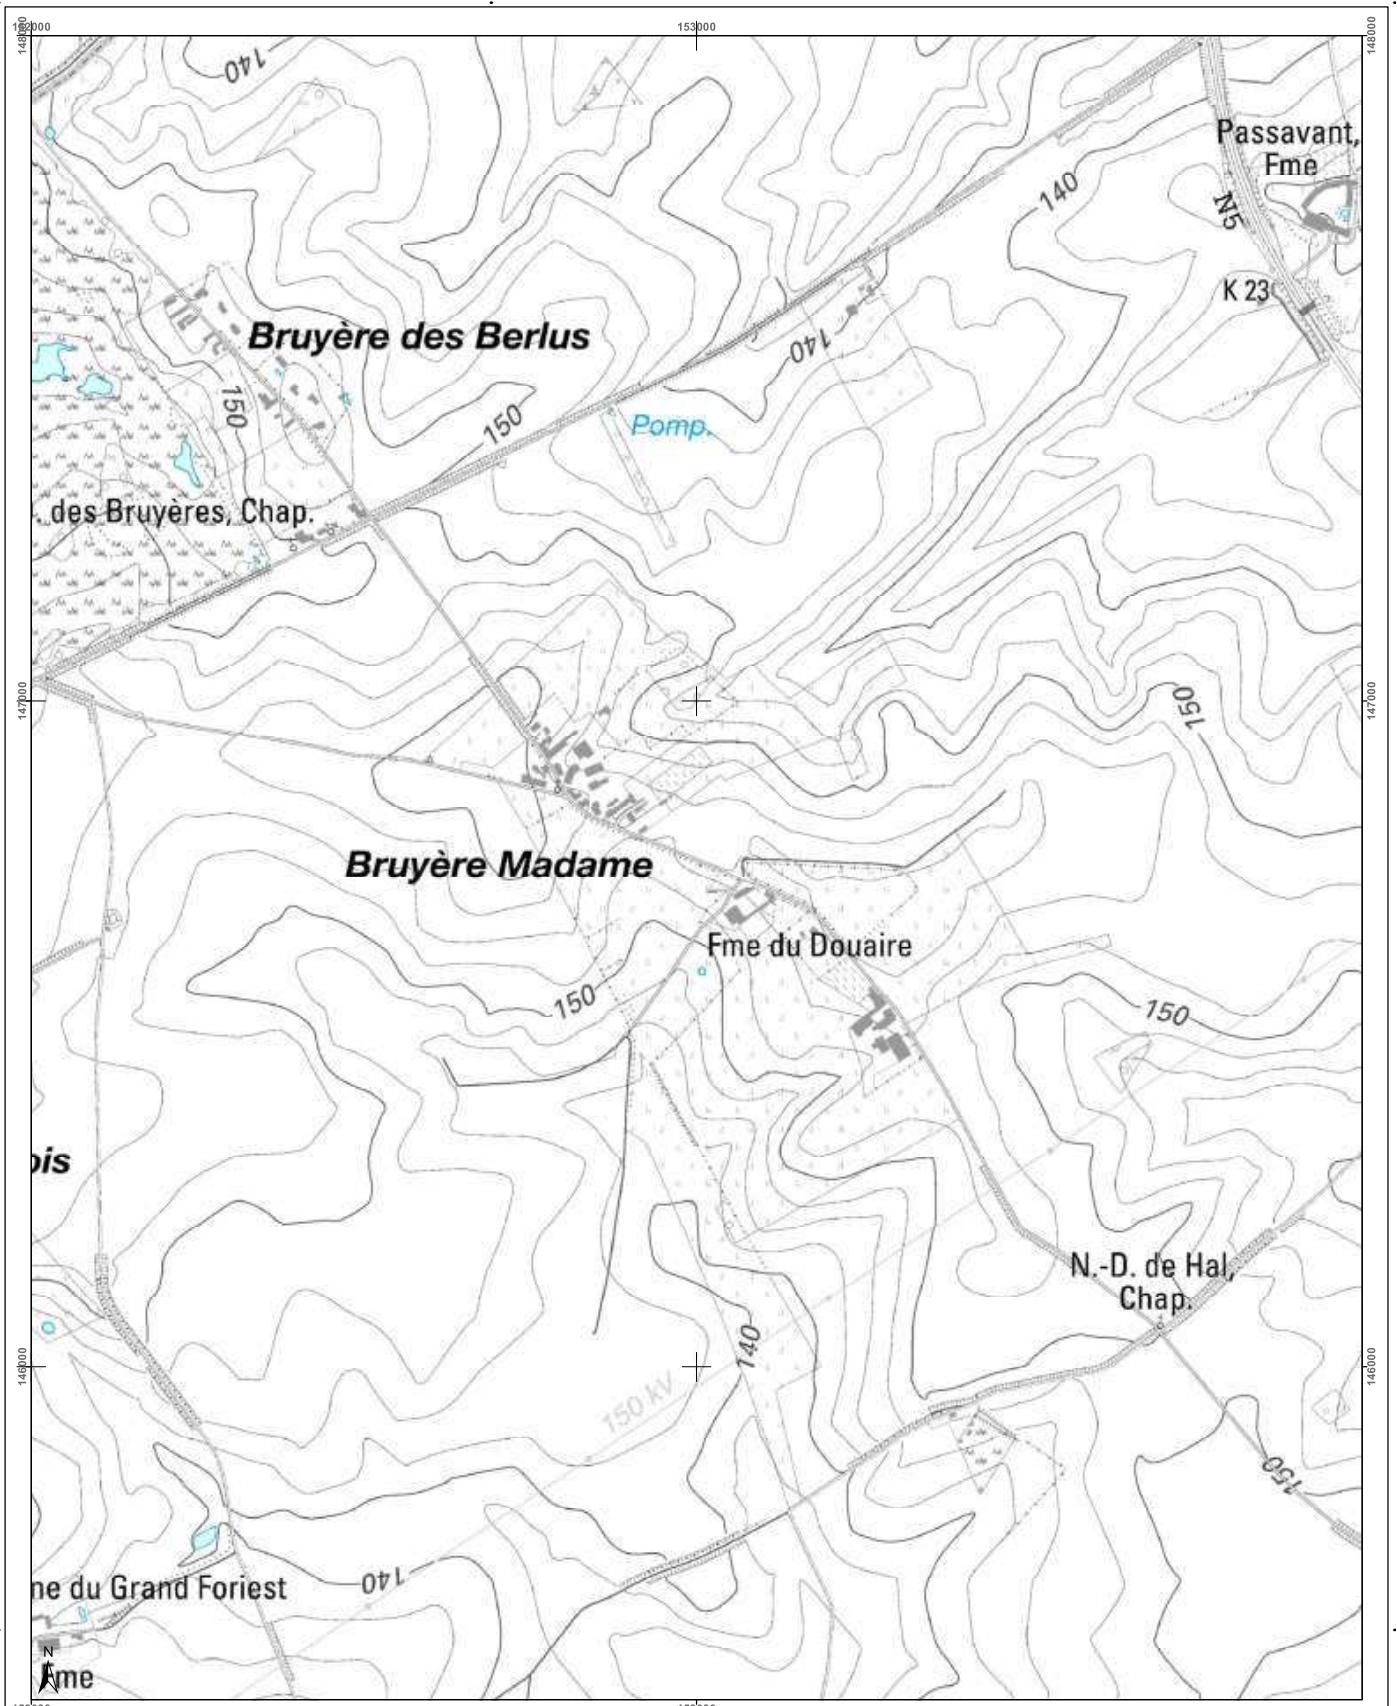 152000
153000
148000
148000
140
Passavant,
Fme
140
N5
K 23
Bruyère des Berlus
140
150
150
Pomp.
. des Bruyères, Chap.
147000
147000
150
Bruyère Madame
Fme du Douaire
150
150
ois
N.-D. de Hal,
Chap.
140
146000
146000
150 kV
150
140
ne du Grand Foriest
N
Fme